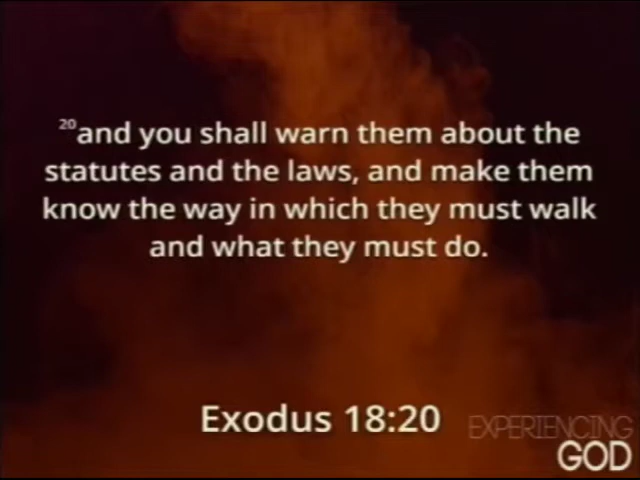 20and you shall warn them about the
statutes and the laws, and make them
know the way in which they must walk
and what they must do.
Exodus 18:20
EXPERIENCING
GOD